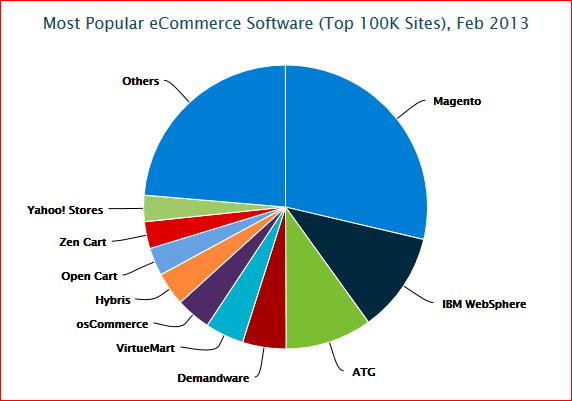 Most Popular eCommerce Software (Top 100K Sites), Feb 2013
Others
Magento
Yahoo! Stores
Zen Cart
Open Cart
Hybris
IBM WebSphere
osCommerce
VirtueMart
ATG
Demandware